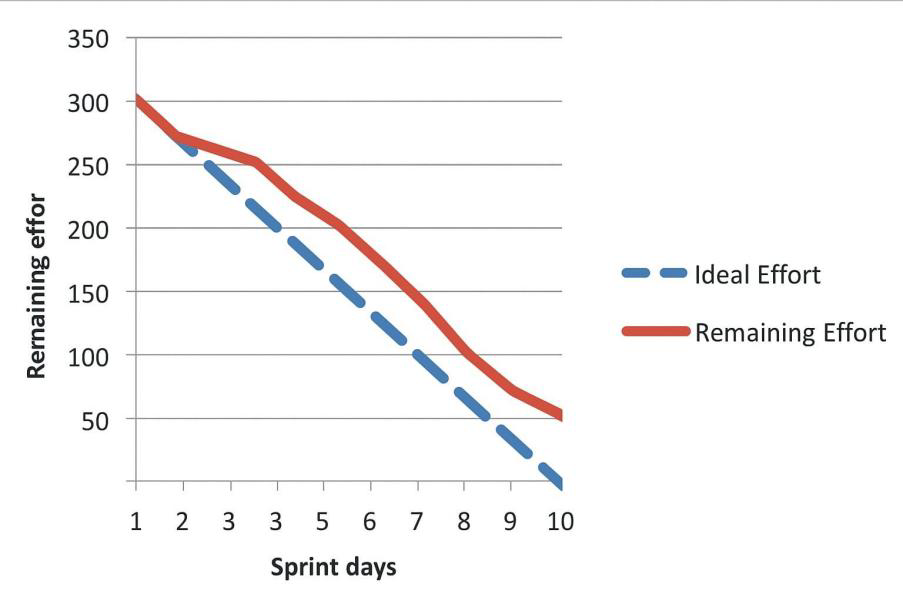 350
300
250
200
150
100
50
Remaining effor
1 2 3 3 5 6 7 8 9 10
Sprint days
Ideal Effort
Remaining Effort